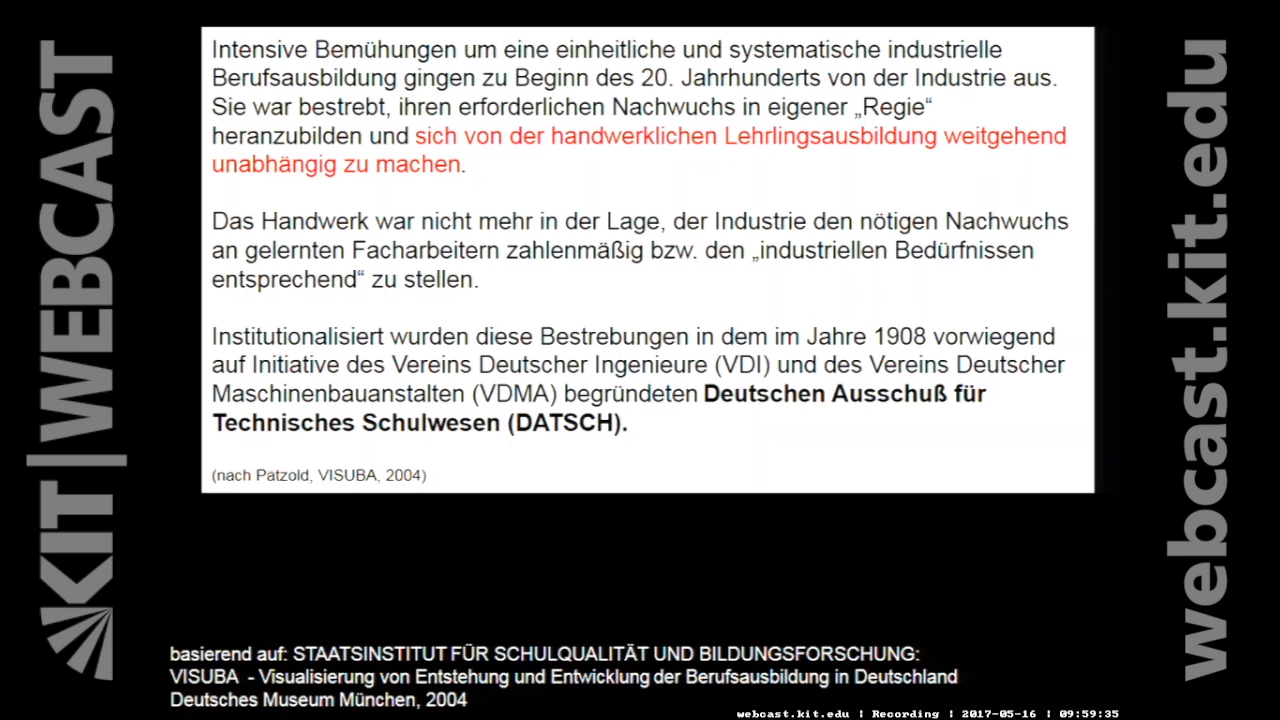 KIT | WEBCAST
Intensive Bemühungen um eine einheitliche und systematische industrielle
Berufsausbildung gingen zu Beginn des 20. Jahrhunderts von der Industrie aus.
Sie war bestrebt, ihren erforderlichen Nachwuchs in eigener „Regie“
heranzubilden und sich von der handwerklichen Lehrlingsausbildung weitgehend
unabhängig zu machen.
Das Handwerk war nicht mehr in der Lage, der Industrie den nötigen Nachwuchs
an gelernten Facharbeitern zahlenmäßig bzw. den „industriellen Bedürfnissen
entsprechend“ zu stellen.
Institutionalisiert wurden diese Bestrebungen in dem im Jahre 1908 vorwiegend
auf Initiative des Vereins Deutscher Ingenieure (VDI) und des Vereins Deutscher
Maschinenbauanstalten (VDMA) begründeten Deutschen Ausschuß für
Technisches Schulwesen (DATSCH).
(nach Pätzold, VISUBA, 2004)
basierend auf: STAATSINSTITUT FÜR SCHULQUALITÄT UND BILDUNGSFORSCHUNG:
VISUBA - Visualisierung von Entstehung und Entwicklung der Berufsausbildung in Deutschland
Deutsches Museum München, 2004
webcast.kit.edu | Recording | 2017-05-16 | 09:59:35
webcast.kit.edu